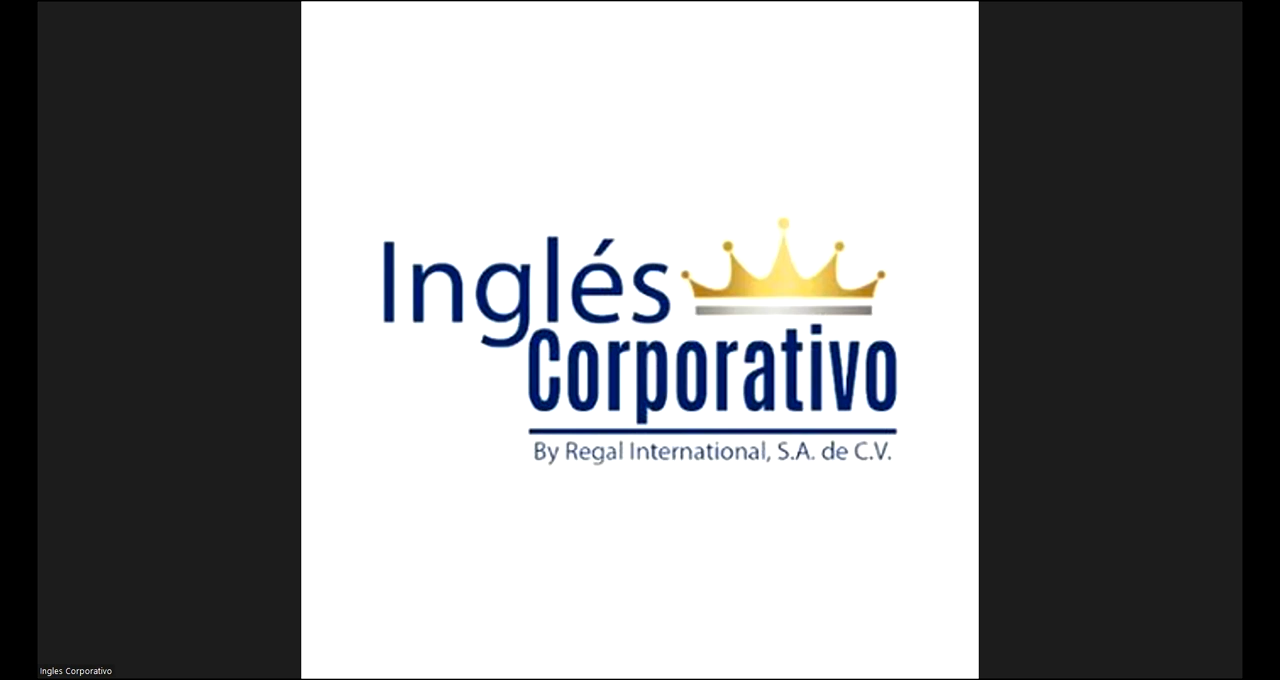 Inglés
Corporativo
By Regal International, S.A. de C.V.
Ingles Corporativo